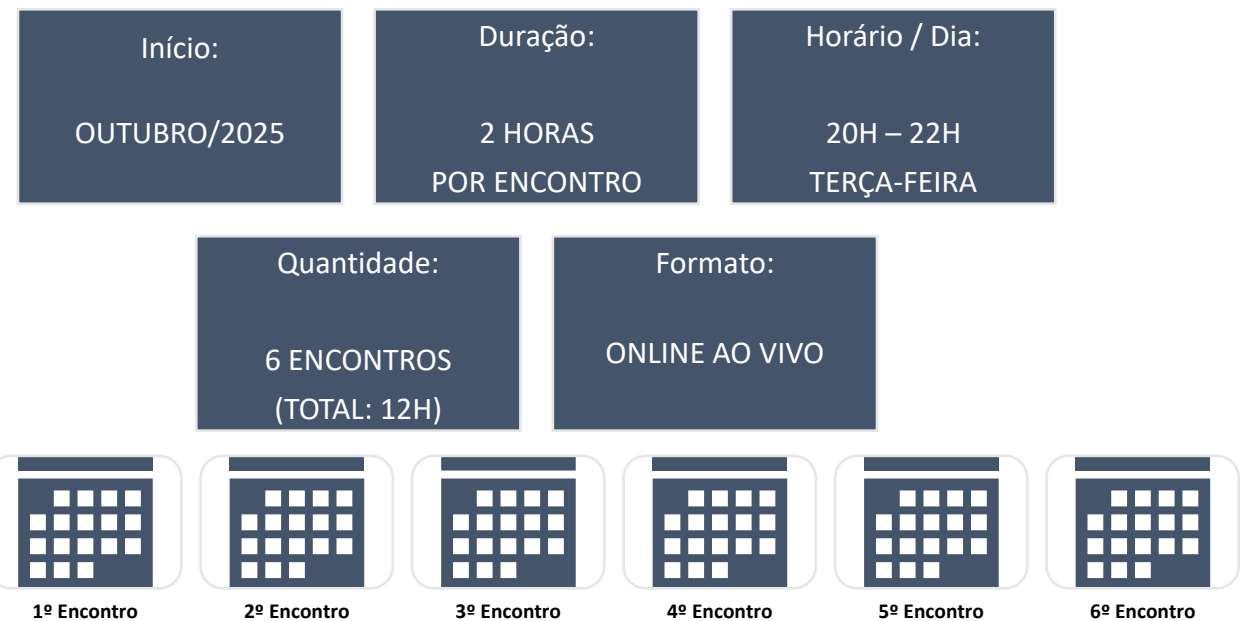 Início:
OUTUBRO/2025
Duração:
2 HORAS
POR ENCONTRO
Horário / Dia:
20H – 22H
TERÇA-FEIRA
Quantidade:
6 ENCONTROS
(TOTAL: 12H)
Formato:
ONLINE AO VIVO
1º Encontro
2º Encontro
3º Encontro
4º Encontro
5º Encontro
6º Encontro